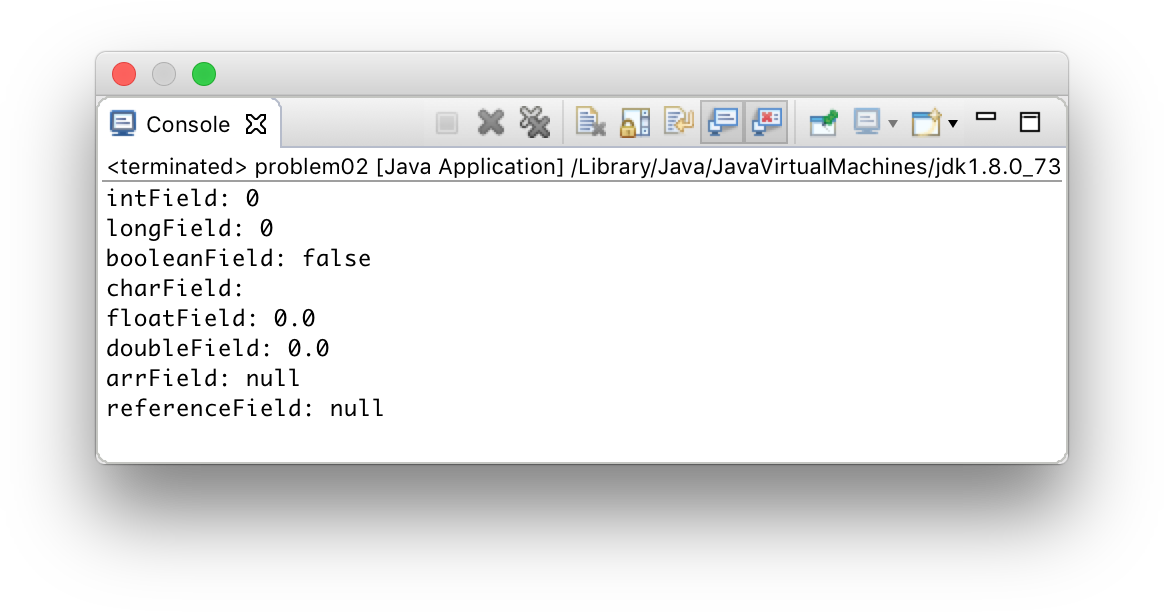 Console
<terminated> problem02 [Java Application] /Library/Java/JavaVirtualMachines/jdk1.8.0_73
intField: 0
longField: 0
booleanField: false
charField:
floatField: 0.0
doubleField: 0.0
arrField: null
referenceField: null